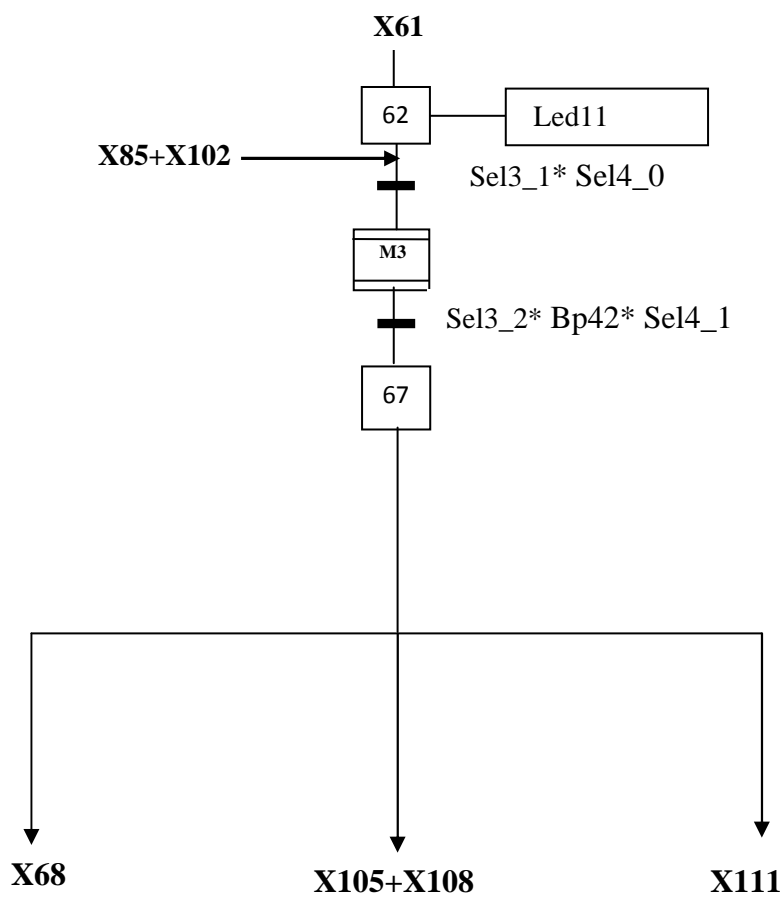 X61
62
Led11
X85+X102
Sel3_1* Sel4_0
M3
Sel3_2* Bp42* Sel4_1
67
X68
X105+X108
X111